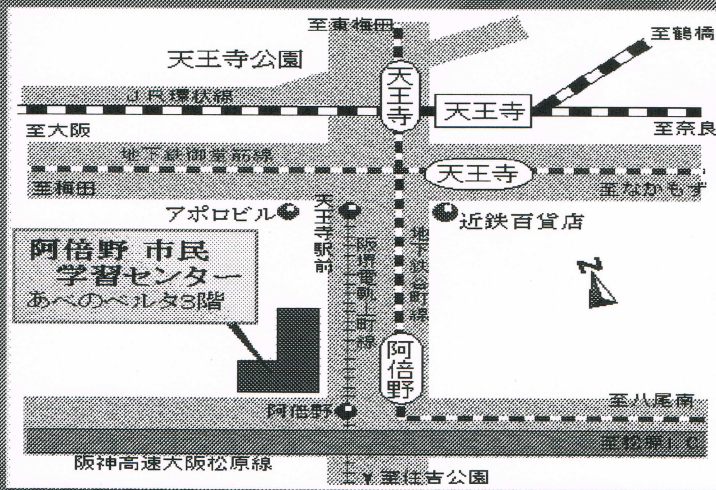 至東梅田
至鶴橋
天王寺公園
天王寺
JR環状線
天王寺
至大阪
至奈良
地下鉄御堂筋線
天王寺
至梅田
至なかもず
アポロビル
天王寺駅前
近鉄百貨店
阿倍野 市民
学習センター
あべのベルタ3階
阪堺電軌上町線
地下鉄谷町線
N
阿倍野
至八尾南
阿倍野
至松原I.C
阪神高速大阪松原線
至住吉公園